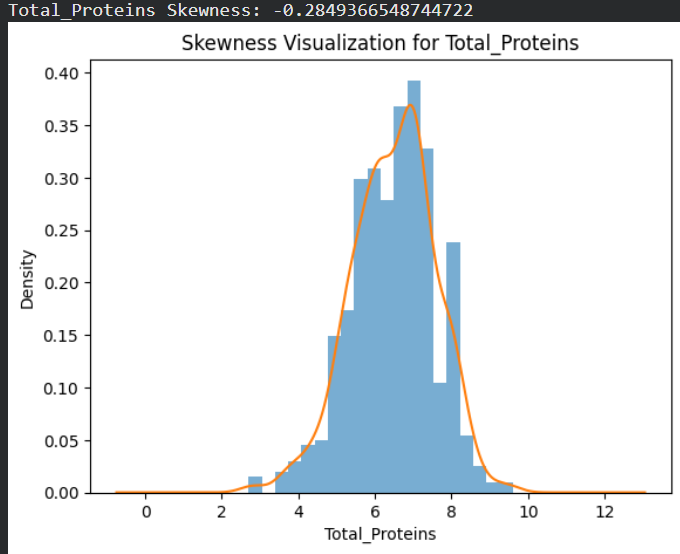 Total_Proteins Skewness: -0.2849366548744722
Skewness Visualization for Total_Proteins
0.40
0.35
0.30
0.25
0.20
0.15
0.10
0.05
0.00
Density
0 2 4 6 8 10 12
Total_Proteins